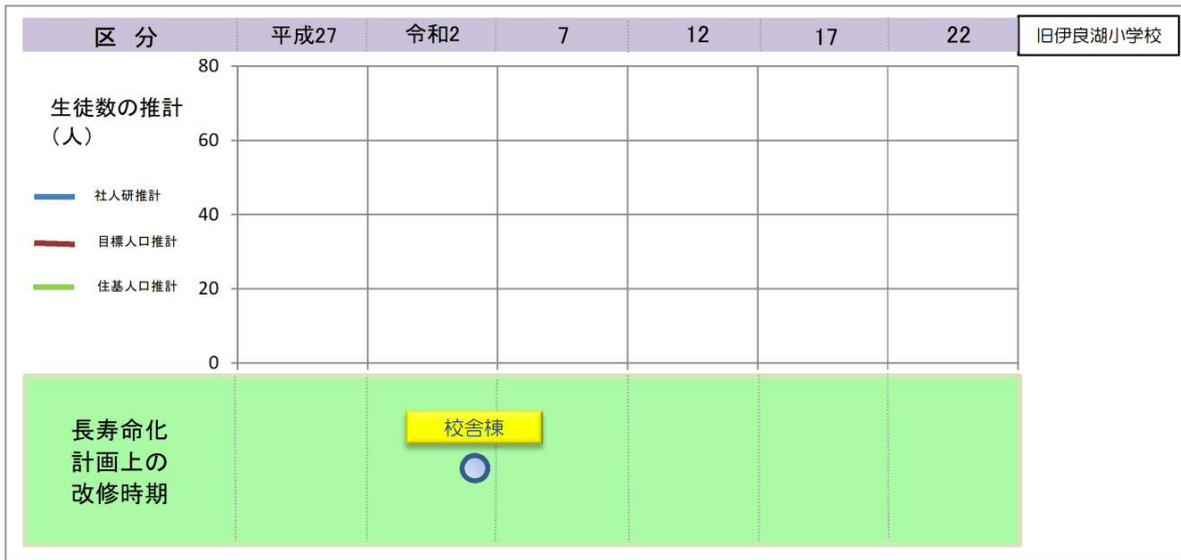 区 分 平成27 令和2 7 12 17 22 旧伊良湖小学校
生徒数の推計
（人）
80
60
40
20
0
社人研推計
目標人口推計
住基人口推計
長寿命化
計画上の
改修時期
校舎棟